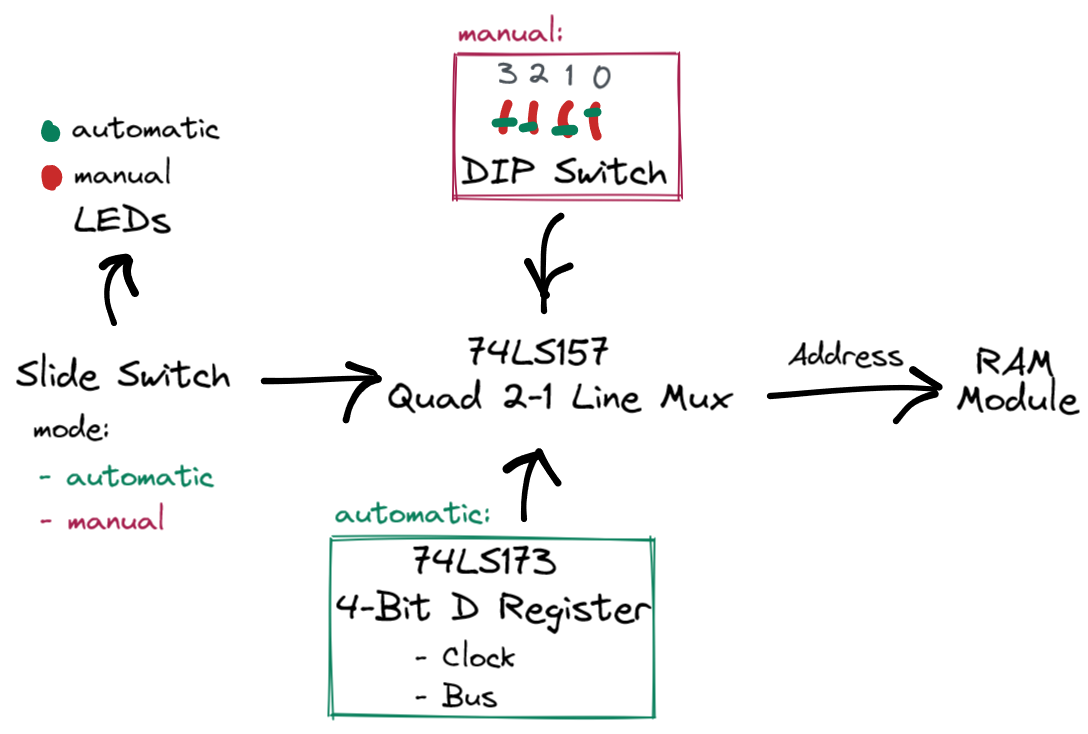 manual:
3 2 1 0
DIP Switch
automatic
manual
LEDs
Slide Switch
mode:
- automatic
- manual
74LS157
Quad 2-1 Line Mux
Address
RAM
Module
automatic:
74LS173
4-Bit D Register
- Clock
- Bus